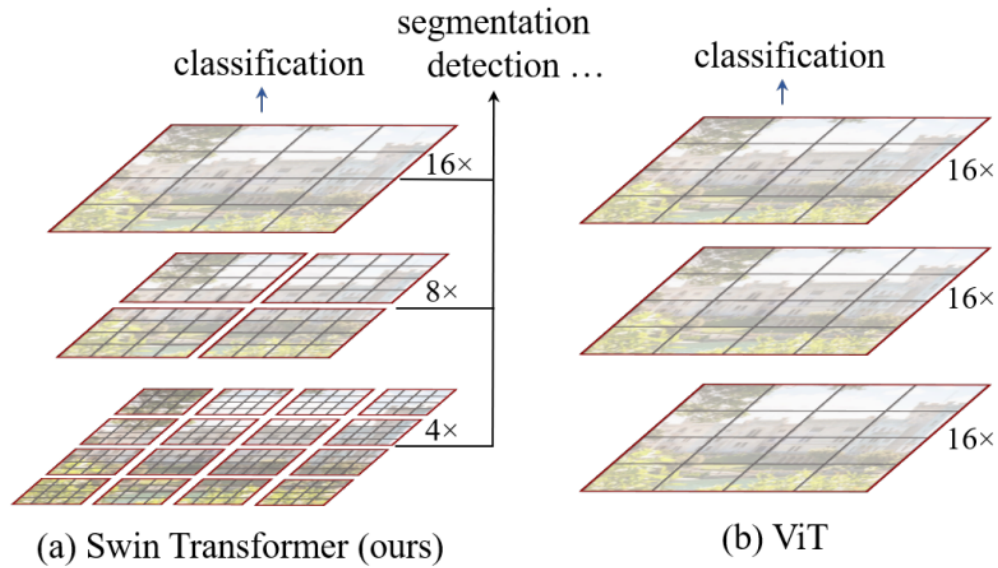 segmentation
detection ...
classification
16×
8×
4×
(a) Swin Transformer (ours)
classification
16×
16×
16×
(b) ViT